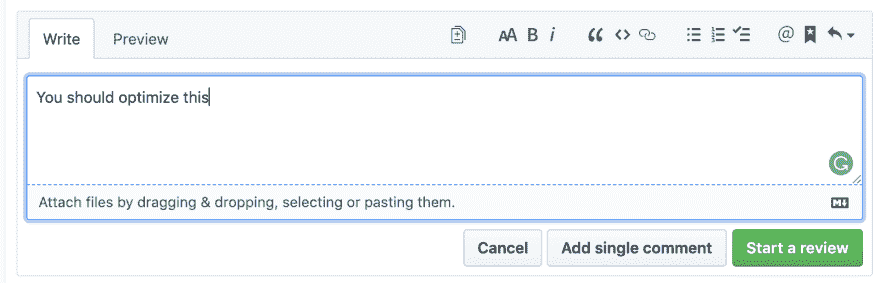 Write Preview AA B i @
You should optimize this
G
Attach files by dragging & dropping, selecting or pasting them. M↓
Cancel Add single comment Start a review